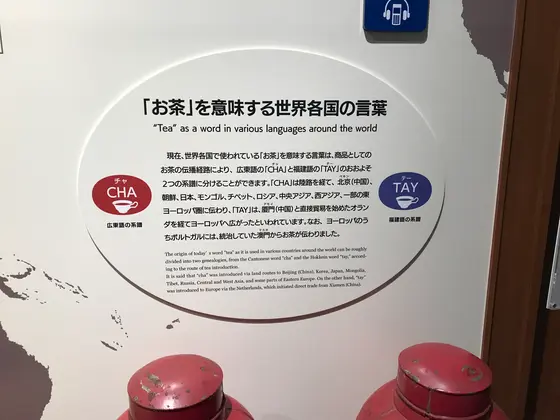 「お茶」を意味する世界各国の言葉
"Tea" as a word in various languages around the world
現在、世界各国で使われている「お茶」を意味する言葉は、商品としての
お茶の伝播経路により、広東語の「CHA」と福建語の「TAY」のおおよそ
2つの系譜に分けることができます。「CHA」は陸路を経て、北京(中国)、
朝鮮、日本、モンゴル、チベット、ロシア、中央アジア、西アジア、一部の東
ヨーロッパ圏に伝わり、「TAY」は、廈門(中国)と直接貿易を始めたオラン
ダを経てヨーロッパへ広がったといわれています。なお、ヨーロッパのう
ちポルトガルには、統治していた澳門からお茶が伝わりました。
The origin of today's word "tea" as it is used in various countries around the world can be roughly
divided into two genealogies, from the Cantonese word "cha" and the Hokkin word "tay," accord-
ing to the route of tea introduction.
It is said that "cha" was introduced via land routes to Beijing (China), Korea, Japan, Mongolia,
Tibet, Russia, Central and West Asia, and some parts of Eastern Europe. On the other hand, "tay"
was introduced to Europe via the Netherlands, which initiated direct trade from Xiamen (China).
チャ
CHA
広東語の系譜
テー
TAY
福建語の系譜